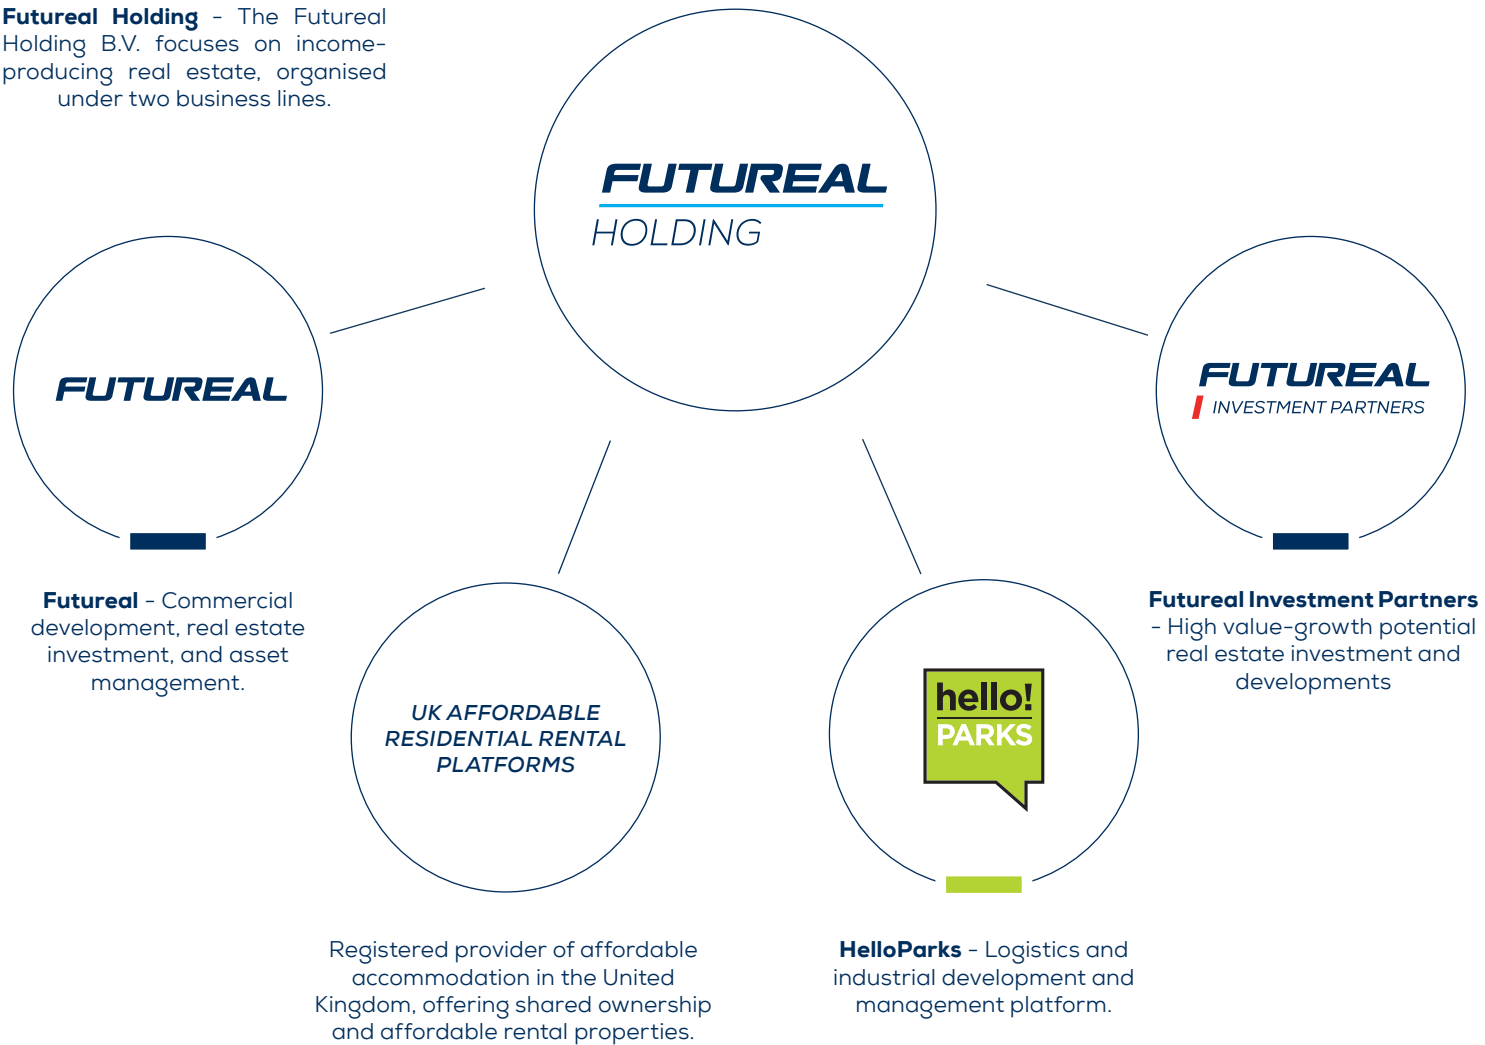 Futureal Holding - The Futureal
Holding B.V. focuses on income-
producing real estate, organised
under two business lines.
FUTUREAL
HOLDING
FUTUREAL
FUTUREAL
INVESTMENT PARTNERS
Futureal - Commercial
development, real estate
investment, and asset
management.
Futureal Investment Partners
- High value-growth potential
real estate investment and
developments
UK AFFORDABLE
RESIDENTIAL RENTAL
PLATFORMS
hello!
PARKS
Registered provider of affordable
accommodation in the United
Kingdom, offering shared ownership
and affordable rental properties.
HelloParks - Logistics and
industrial development and
management platform.